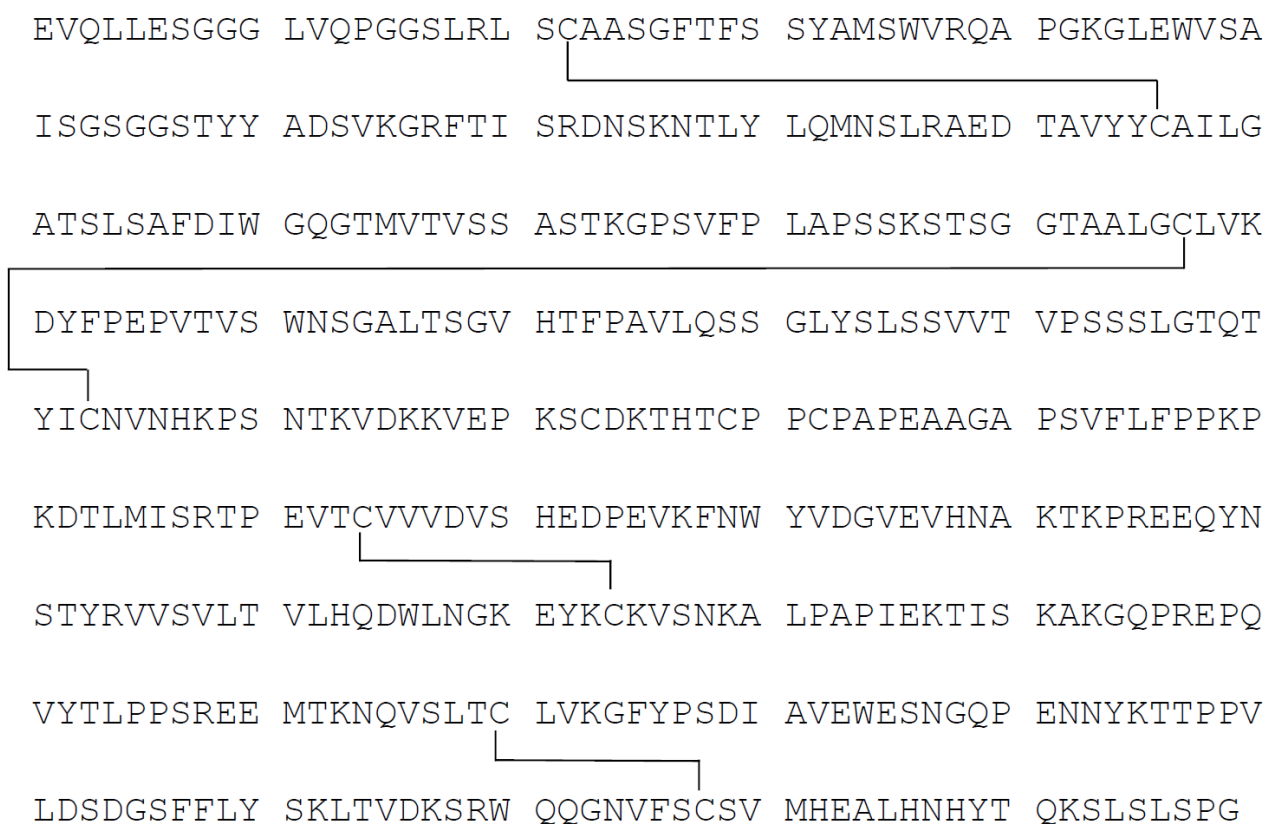 EVQLLESGGG LVQPGGSLRL SCAASGFTFS SYAMSWVRQA PGKGLEWVSA
ISGSGGSTYY ADSVKGRFTI SRDNSKNTLY LQMNSLRAED TAVYYCAILG
ATSLSAFDIW GQGTMVTVSS ASTKGPSVFP LAPSSKSTSG GTAALGCLVK
DYFPEPVTVS WNSGALTSGV HTFPAVLQSS GLYSLSSVVT VPSSSLGTQT
YICNVNHKPS NTKVDKKVEP KSCDKTHTCP PCPAPEAAGA PSVFLFPPKP
KDTLMISRTP EVTCVVVDVS HEDPEVKFNW YVDGVEVHNA KTKPREEQYN
STYRVVSVLT VLHQDWLNGK EYKCKVSNKA LPAPIEKTIS KAKGQPREPQ
VYTLPPSREE MTKNQVSLTC LVKGFYPSDI AVEWESNGQP ENNYKTTPPV
LDSDGSFFLY SKLTVDKSRW QQGNVFSCSV MHEALHNHYT QKSLSLSPG